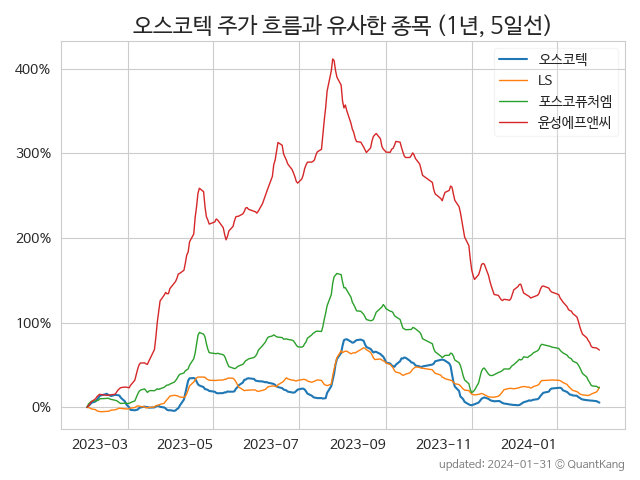 오스코텍 주가 흐름과 유사한 종목 (1년, 5일선)
오스코텍
LS
포스코퓨처엠
윤성에프앤씨
400%
300%
200%
100%
0%
2023-03
2023-05
2023-07
2023-09
2023-11
2024-01
updated: 2024-01-31 © QuantKang